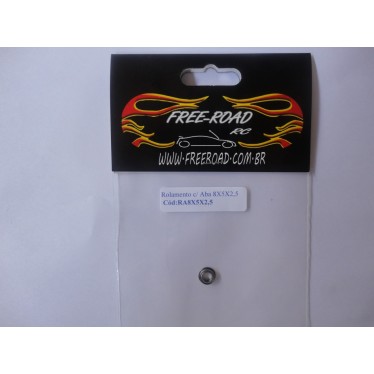 FREE-ROAD
RC
WWW.FREEROAD.COM.BR
Rolamento c/ Aba 8X5X2,5
Cód:RA8X5X2,5